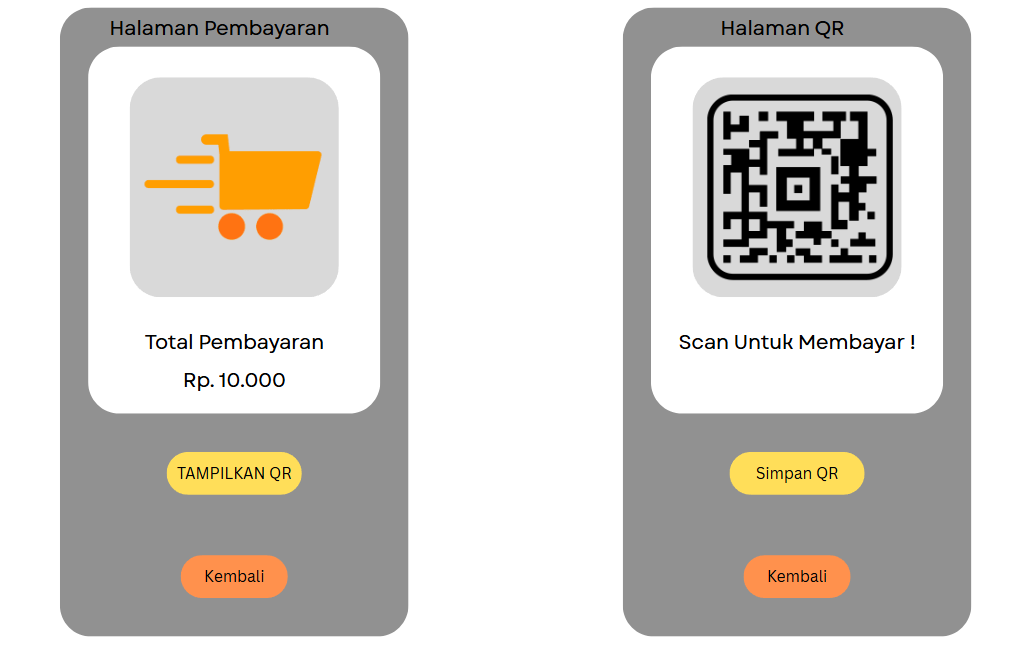 Halaman Pembayaran
Total Pembayaran
Rp. 10.000
TAMPILKAN QR
Kembali
Halaman QR
Scan Untuk Membayar !
Simpan QR
Kembali